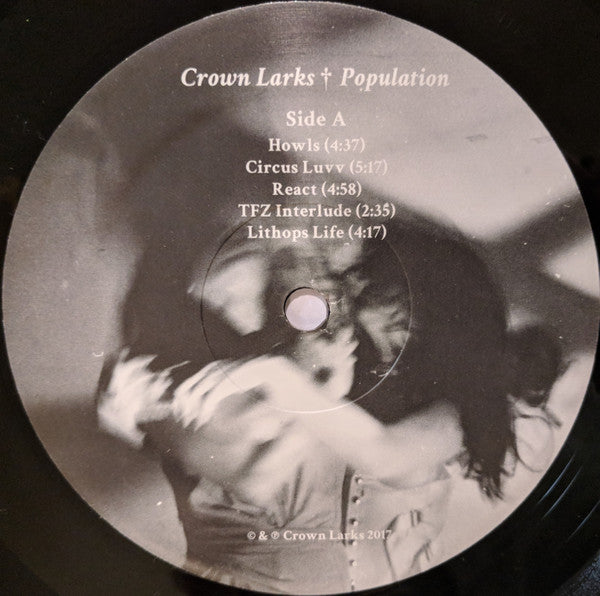 Crown Larks † Population
Side A
Howls (4:37)
Circus Luvv (5:17)
React (4:58)
TFZ Interlude (2:35)
Lithops Life (4:17)
© & ℗ Crown Larks 2017